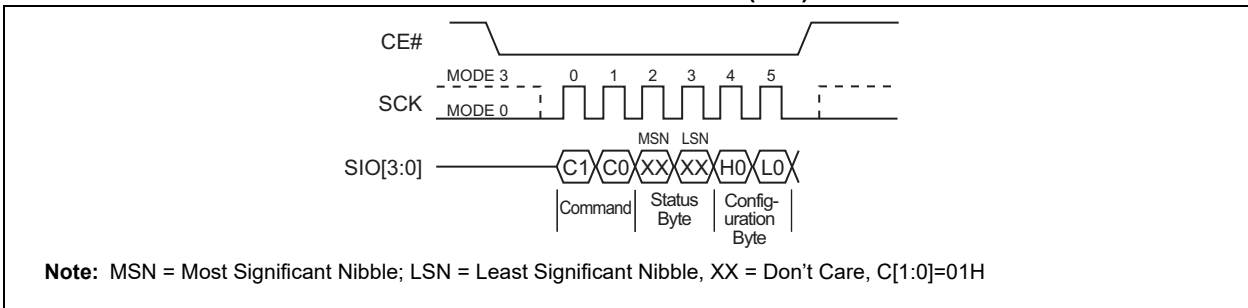 CE#
MODE 3 0 1 2 3 4 5
SCK
MODE 0
MSN LSN
SIO[3:0] C1 C0 XX XX H0 L0
Command Status Byte Config-uration Byte
Note: MSN = Most Significant Nibble; LSN = Least Significant Nibble, XX = Don't Care, C[1:0]=01H